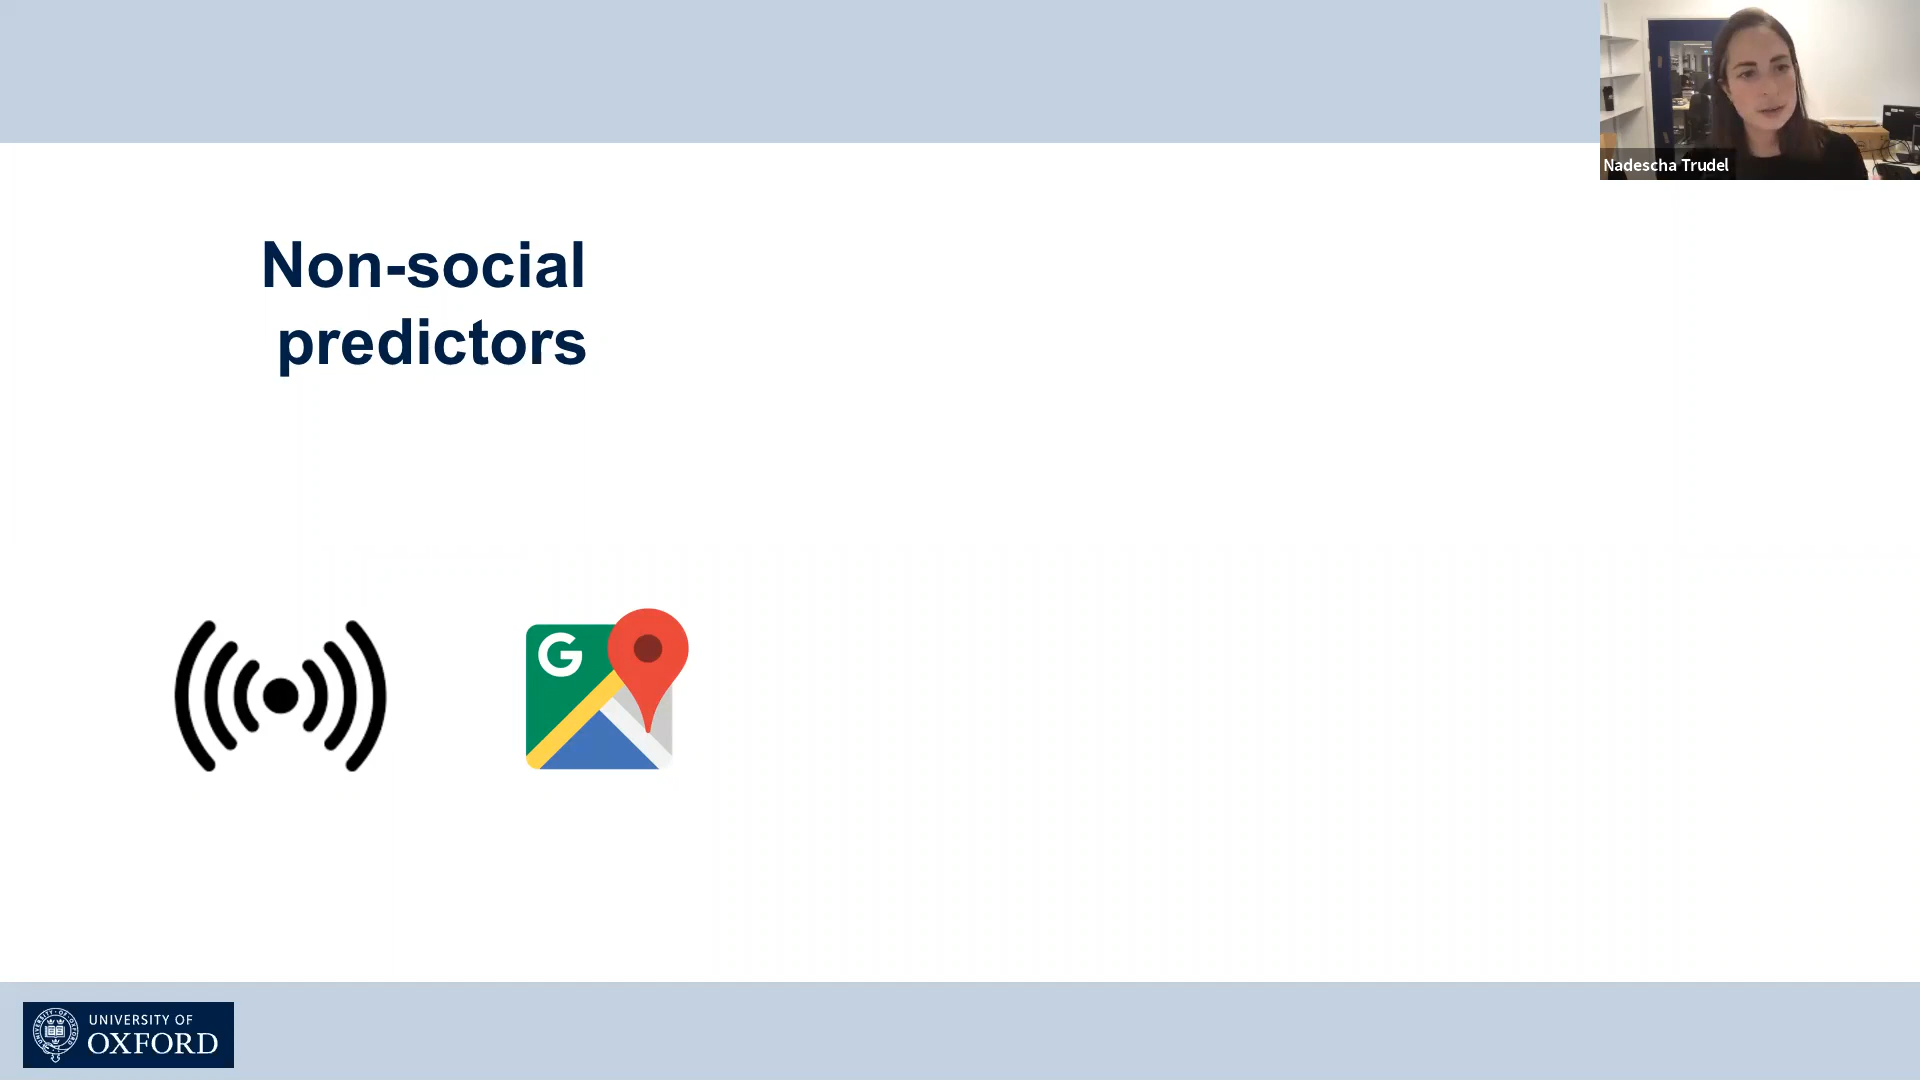 Nadescha Trudel
Non-social
predictors
G
UNIVERSITY OF
OXFORD